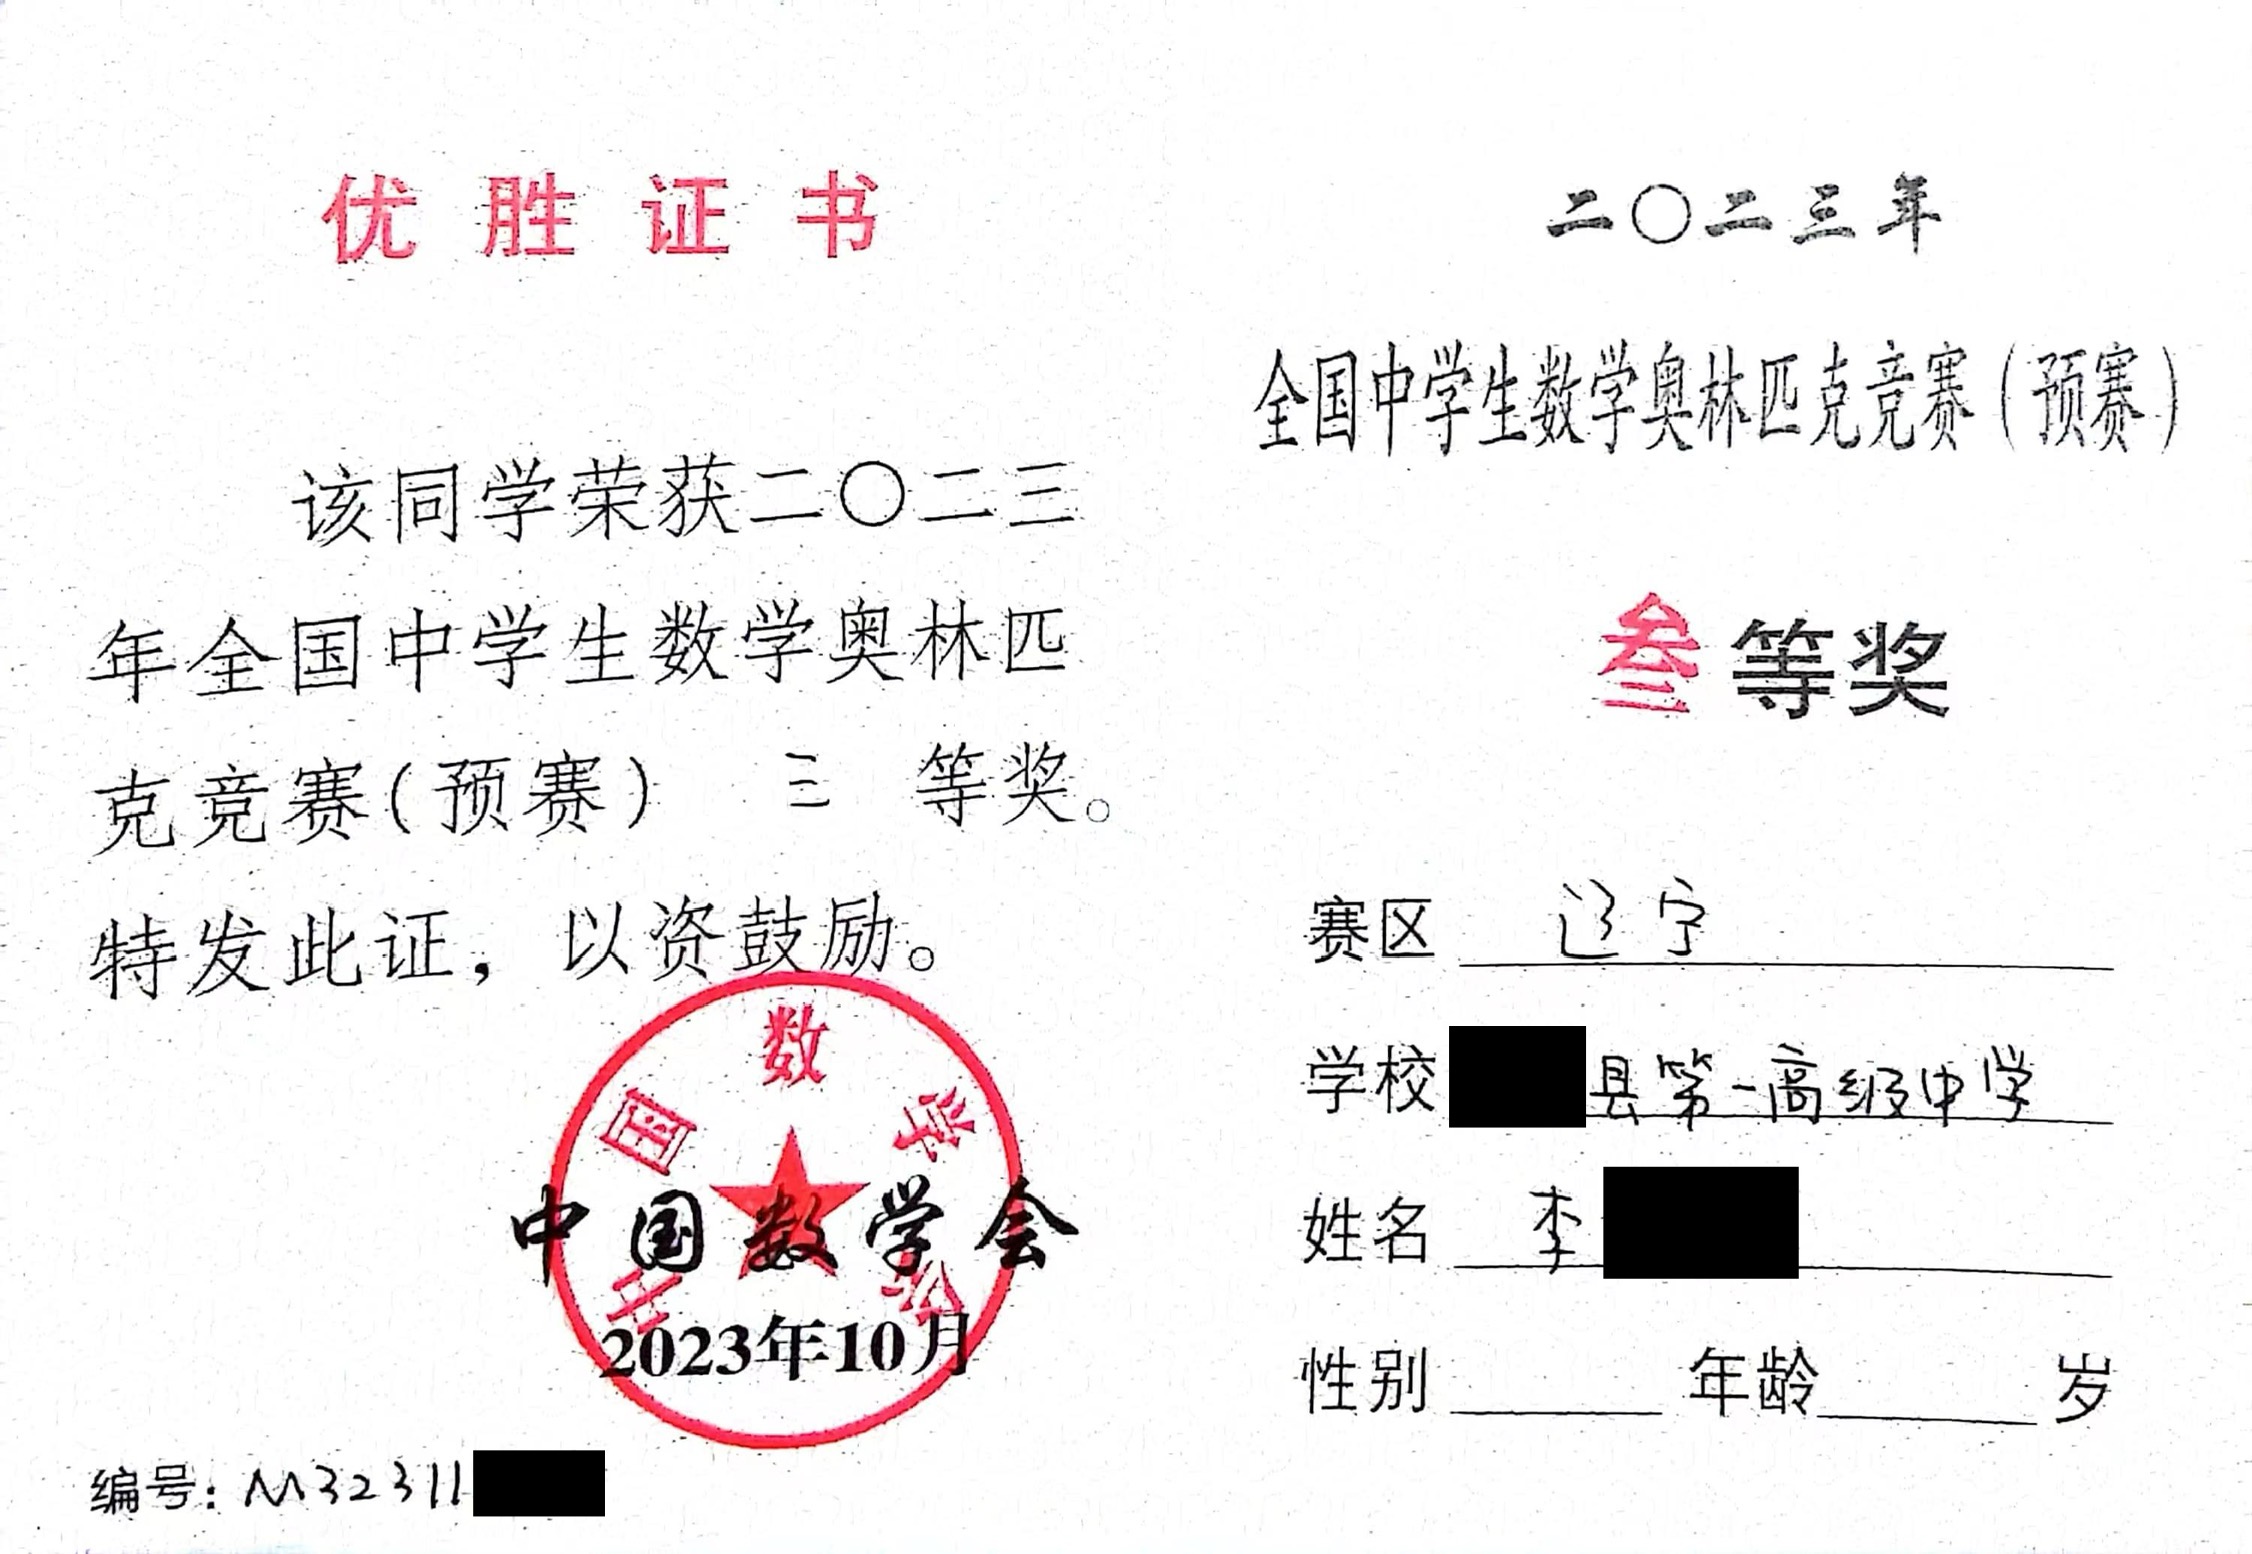 优胜证书
该同学荣获二〇二三
年全国中学生数学奥林匹
克竞赛(预赛) 三 等奖。
特发此证，以资鼓励。
中国数学会
中国数学会
2023年10月
编号：M32311
二〇二三年
全国中学生数学奥林匹克竞赛(预赛)
叁等奖
赛区 辽宁
学校 县第一高级中学
姓名 李
性别 年龄 岁